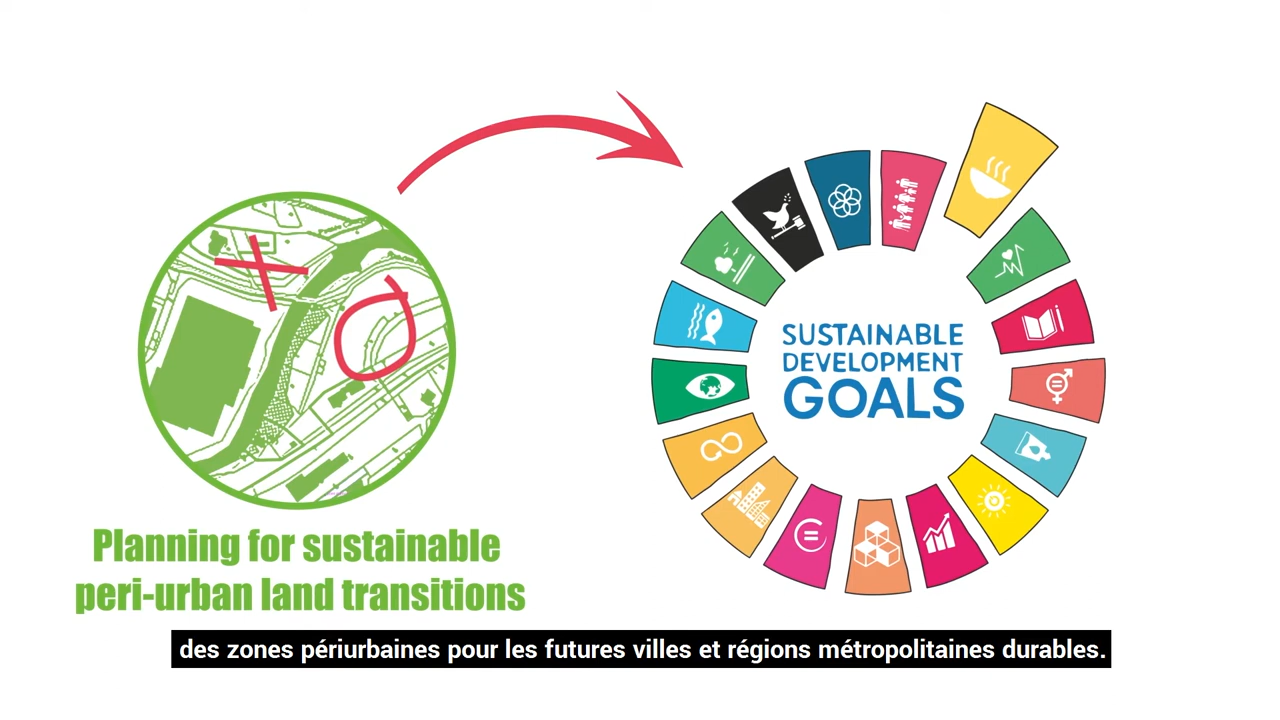 SUSTAINABLE
DEVELOPMENT
GOALS
Planning for sustainable
peri-urban land transitions
des zones périurbaines pour les futures villes et régions métropolitaines durables.